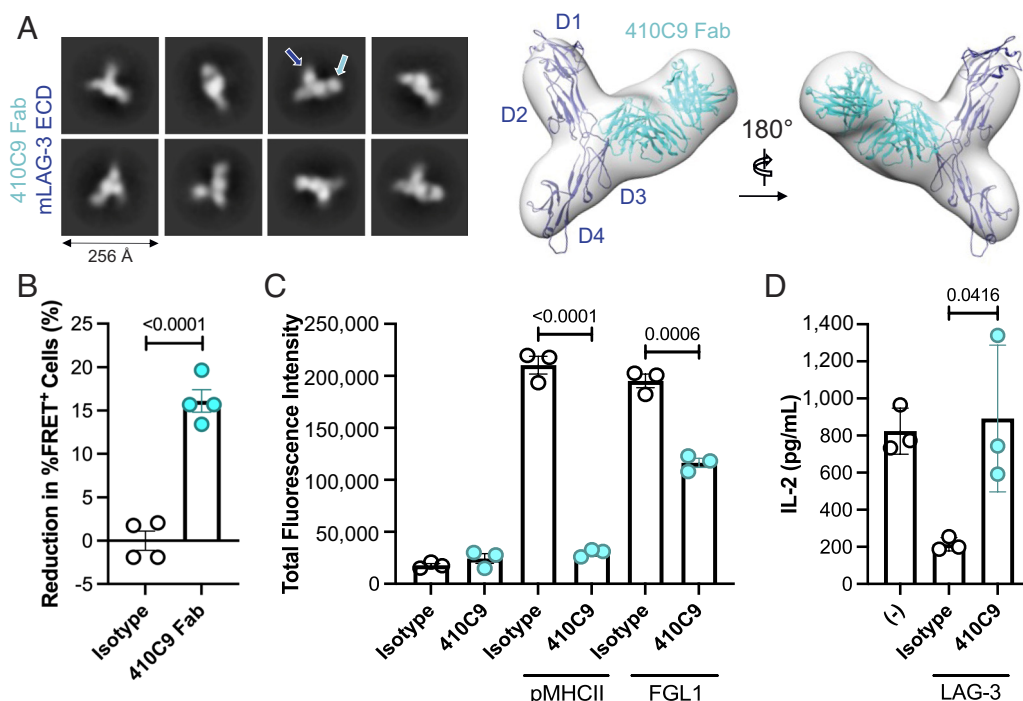 A
410C9 Fab
mLAG-3 ECD
256 Å
D1
410C9 Fab
D2
D3
D4
180°
B
Reduction in %FRET⁺ Cells (%)
25
20
15
10
5
0
-5
<0.0001
Isotype
410C9 Fab
C
Total Fluorescence Intensity
250,000
200,000
150,000
100,000
50,000
0
<0.0001
0.0006
Isotype
410C9
Isotype
410C9
Isotype
410C9
pMHCII
FGL1
D
IL-2 (pg/mL)
1,400
1,200
1,000
800
600
400
200
0
0.0416
(-)
Isotype
410C9
LAG-3